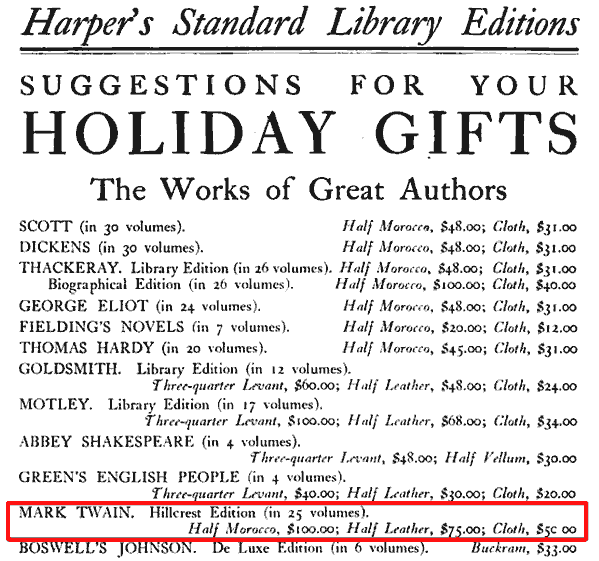 Harper's Standard Library Editions
SUGGESTIONS FOR YOUR
HOLIDAY GIFTS
The Works of Great Authors
SCOTT (in 30 volumes). Half Morocco, $48.00; Cloth, $31.00
DICKENS (in 30 volumes). Half Morocco, $48.00; Cloth, $31.00
THACKERAY. Library Edition (in 26 volumes). Half Morocco, $48.00; Cloth, $31.00
Biographical Edition (in 26 volumes). Half Morocco, $100.00; Cloth, $40.00
GEORGE ELIOT (in 24 volumes). Half Morocco, $48.00; Cloth, $31.00
FIELDING'S NOVELS (in 7 volumes). Half Morocco, $20.00; Cloth, $12.00
THOMAS HARDY (in 20 volumes). Half Morocco, $45.00; Cloth, $31.00
GOLDSMITH. Library Edition (in 12 volumes).
Three-quarter Levant, $60.00; Half Leather, $48.00; Cloth, $24.00
MOTLEY. Library Edition (in 17 volumes).
Three-quarter Levant, $100.00; Half Leather, $68.00; Cloth, $34.00
ABBEY SHAKESPEARE (in 4 volumes).
Three-quarter Levant, $48.00; Half Vellum, $30.00
GREEN'S ENGLISH PEOPLE (in 4 volumes).
Three-quarter Levant, $40.00; Half Leather, $30.00; Cloth, $20.00
MARK TWAIN. Hillcrest Edition (in 25 volumes).
Half Morocco, $100.00; Half Leather, $75.00; Cloth, $50 00
BOSWELL'S JOHNSON. De Luxe Edition (in 6 volumes). Buckram, $33.00